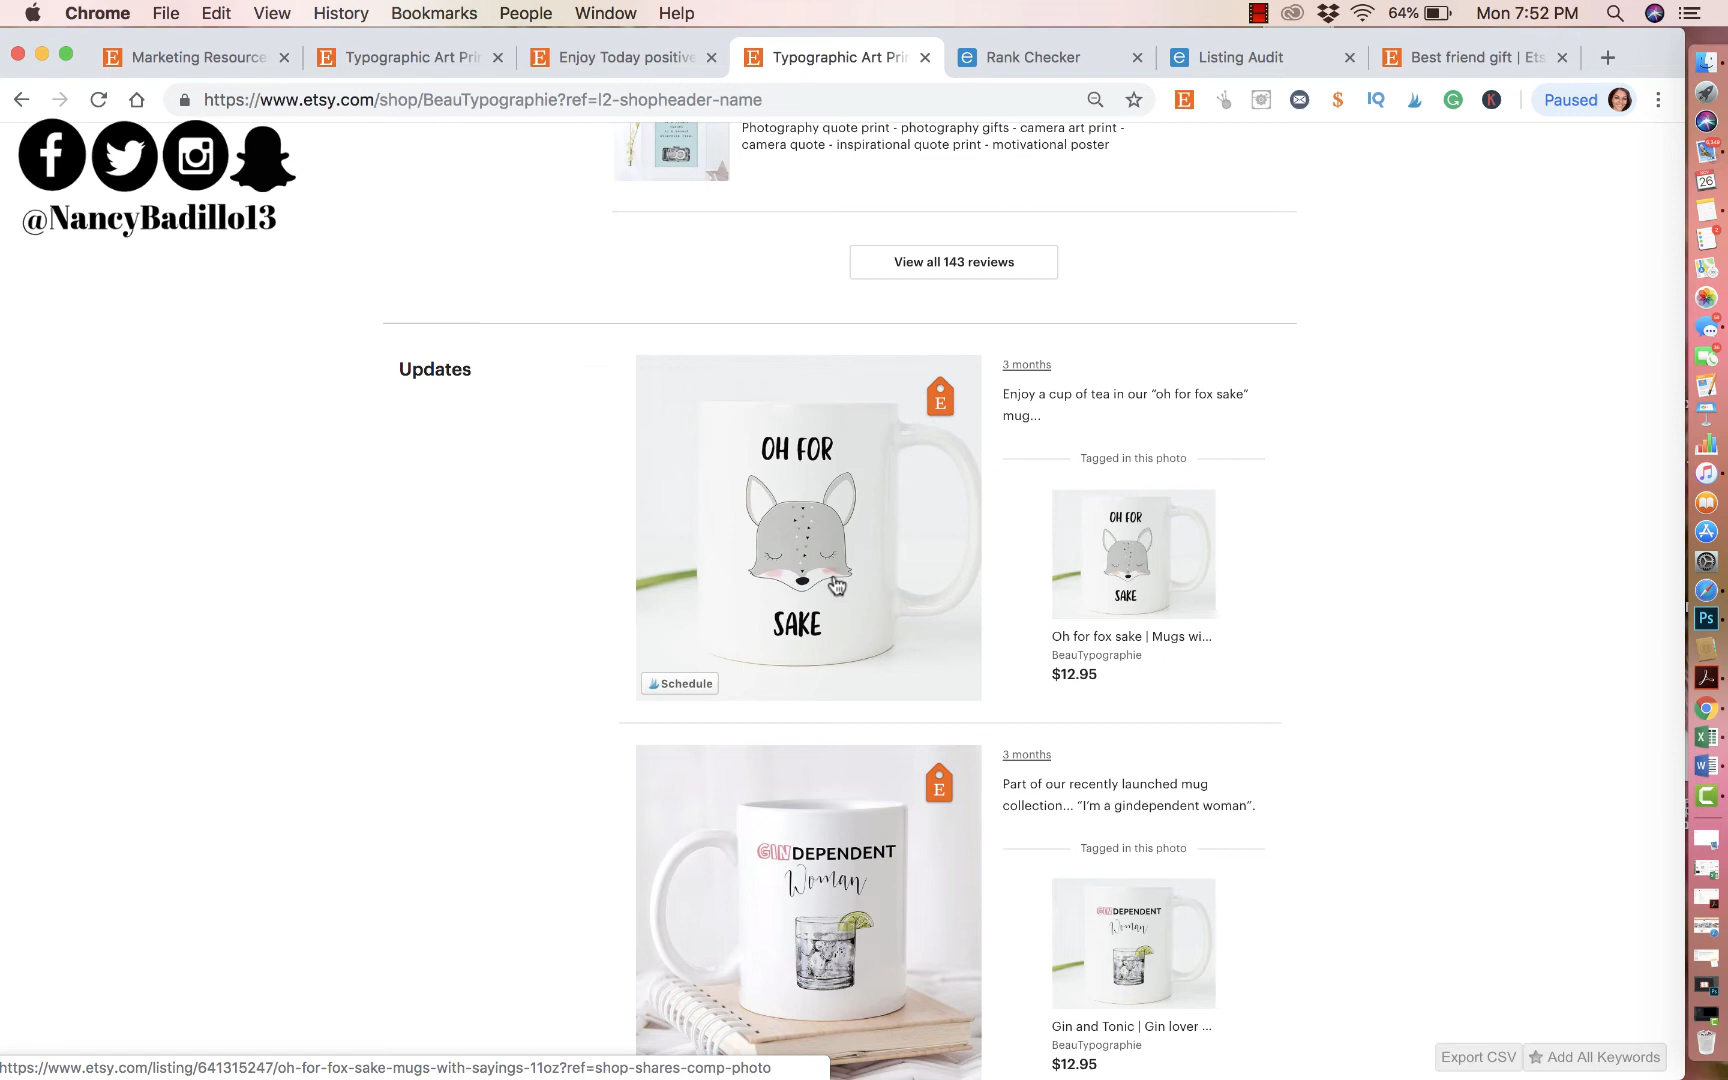 Chrome File Edit View History Bookmarks People Window Help 64% Mon 7:52 PM
Marketing Resource Typographic Art Prin Enjoy Today positive Typographic Art Prin Rank Checker Listing Audit Best friend gift | Ets
https://www.etsy.com/shop/BeauTypographie?ref=l2-shopheader-name
Paused
@NancyBadillo13
Photography quote print - photography gifts - camera art print -
camera quote - inspirational quote print - motivational poster
View all 143 reviews
Updates
OH FOR
SAKE
E
Schedule
3 months
Enjoy a cup of tea in our "oh for fox sake"
mug...
Tagged in this photo
OH FOR
SAKE
Oh for fox sake | Mugs wi...
BeauTypographie
$12.95
GINDEPENDENT
Woman
E
3 months
Part of our recently launched mug
collection... "I'm a gindependent woman".
Tagged in this photo
GINDEPENDENT
Woman
Gin and Tonic | Gin lover ...
BeauTypographie
$12.95
Export CSV Add All Keywords
https://www.etsy.com/listing/641315247/oh-for-fox-sake-mugs-with-sayings-11oz?ref=shop-shares-comp-photo